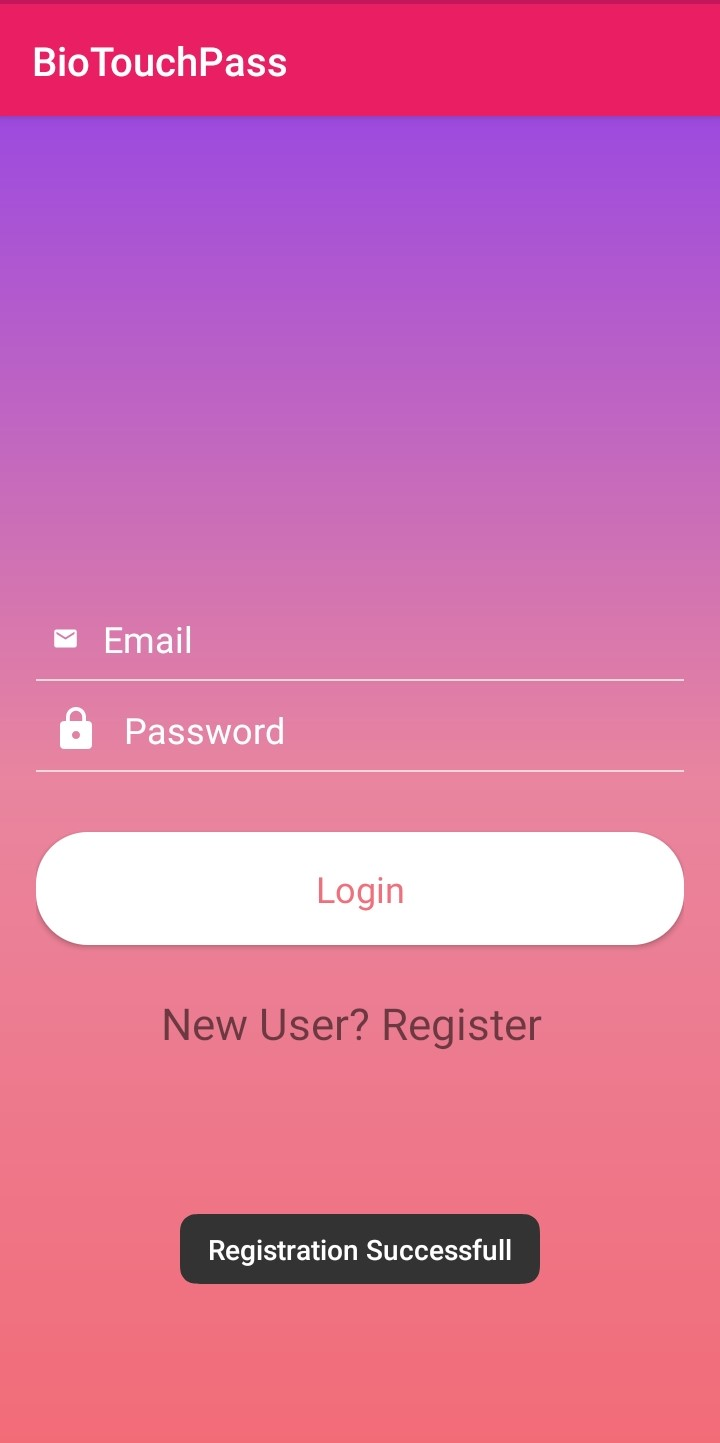 BioTouchPass
Email
Password
Login
New User? Register
Registration Successfull